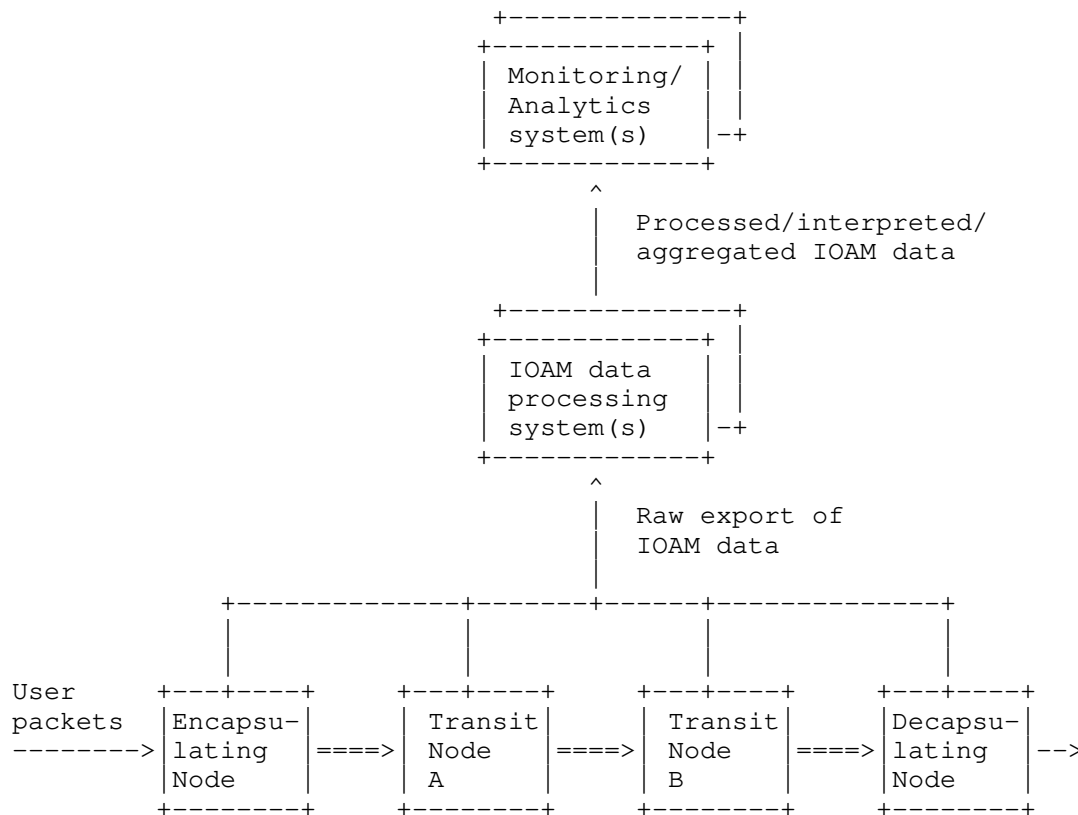 Monitoring/
Analytics
system(s)
Processed/interpreted/
aggregated IOAM data
IOAM data
processing
system(s)
Raw export of
IOAM data
User
packets
Encapsu-
lating
Node
Transit
Node
A
Transit
Node
B
Decapsu-
lating
Node